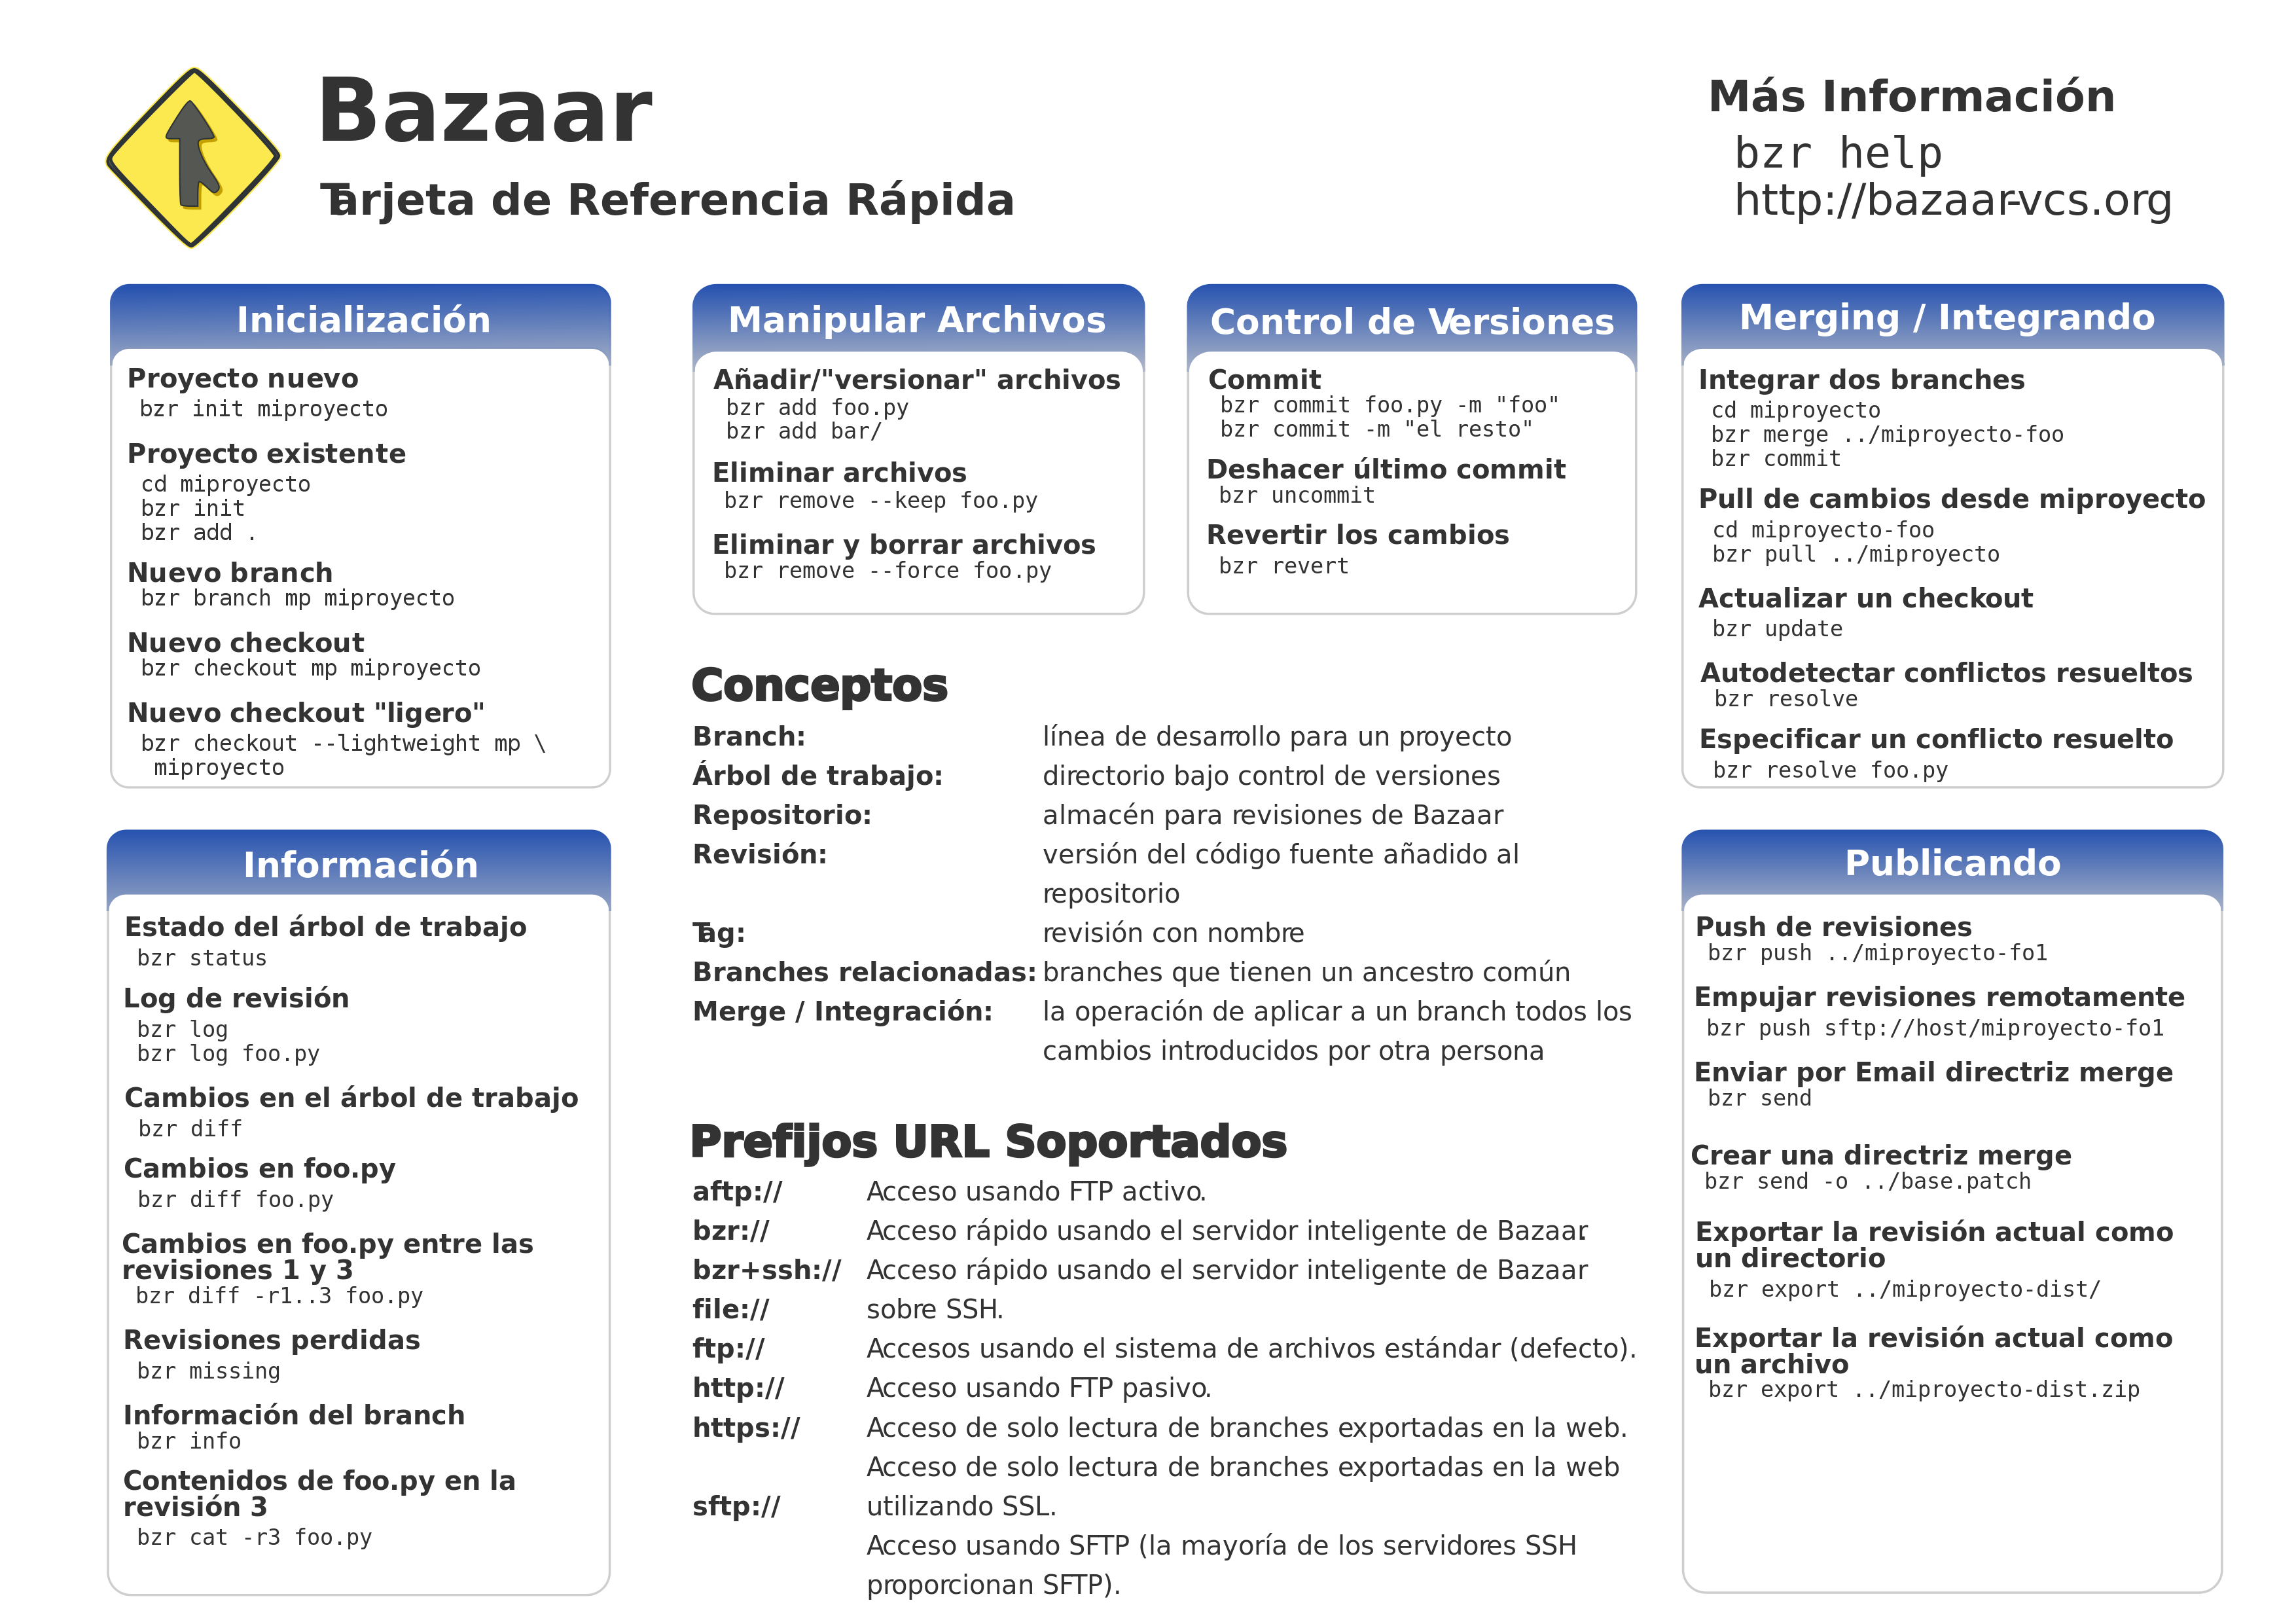 Bazaar
Tarjeta de Referencia Rápida
Más Información
bzr help
http://bazaar-vcs.org
Inicialización
Proyecto nuevo
bzr init miproyecto
Proyecto existente
cd miproyecto
bzr init
bzr add .
Nuevo branch
bzr branch mp miproyecto
Nuevo checkout
bzr checkout mp miproyecto
Nuevo checkout "ligero"
bzr checkout --lightweight mp \
miproyecto
Información
Estado del árbol de trabajo
bzr status
Log de revisión
bzr log
bzr log foo.py
Cambios en el árbol de trabajo
bzr diff
Cambios en foo.py
bzr diff foo.py
Cambios en foo.py entre las
revisiones 1 y 3
bzr diff -r1..3 foo.py
Revisiones perdidas
bzr missing
Información del branch
bzr info
Contenidos de foo.py en la
revisión 3
bzr cat -r3 foo.py
Manipular Archivos
Añadir/"versionar" archivos
bzr add foo.py
bzr add bar/
Eliminar archivos
bzr remove --keep foo.py
Eliminar y borrar archivos
bzr remove --force foo.py
Control de Versiones
Commit
bzr commit foo.py -m "foo"
bzr commit -m "el resto"
Deshacer último commit
bzr uncommit
Revertir los cambios
bzr revert
Conceptos
Branch: línea de desarrollo para un proyecto
Árbol de trabajo: directorio bajo control de versiones
Repositorio: almacén para revisiones de Bazaar
Revisión: versión del código fuente añadido al
repositorio
Tag: revisión con nombre
Branches relacionadas: branches que tienen un ancestro común
Merge / Integración: la operación de aplicar a un branch todos los
cambios introducidos por otra persona
Prefijos URL Soportados
aftp:// Acceso usando FTP activo.
bzr:// Acceso rápido usando el servidor inteligente de Bazaar.
bzr+ssh:// Acceso rápido usando el servidor inteligente de Bazaar
file:// sobre SSH.
ftp:// Accesos usando el sistema de archivos estándar (defecto).
http:// Acceso usando FTP pasivo.
https:// Acceso de solo lectura de branches exportadas en la web.
Acceso de solo lectura de branches exportadas en la web
sftp:// utilizando SSL.
Acceso usando SFTP (la mayoría de los servidores SSH
proporcionan SFTP).
Merging / Integrando
Integrar dos branches
cd miproyecto
bzr merge ../miproyecto-foo
bzr commit
Pull de cambios desde miproyecto
cd miproyecto-foo
bzr pull ../miproyecto
Actualizar un checkout
bzr update
Autodetectar conflictos resueltos
bzr resolve
Especificar un conflicto resuelto
bzr resolve foo.py
Publicando
Push de revisiones
bzr push ../miproyecto-fo1
Empujar revisiones remotamente
bzr push sftp://host/miproyecto-fo1
Enviar por Email directriz merge
bzr send
Crear una directriz merge
bzr send -o ../base.patch
Exportar la revisión actual como
un directorio
bzr export ../miproyecto-dist/
Exportar la revisión actual como
un archivo
bzr export ../miproyecto-dist.zip